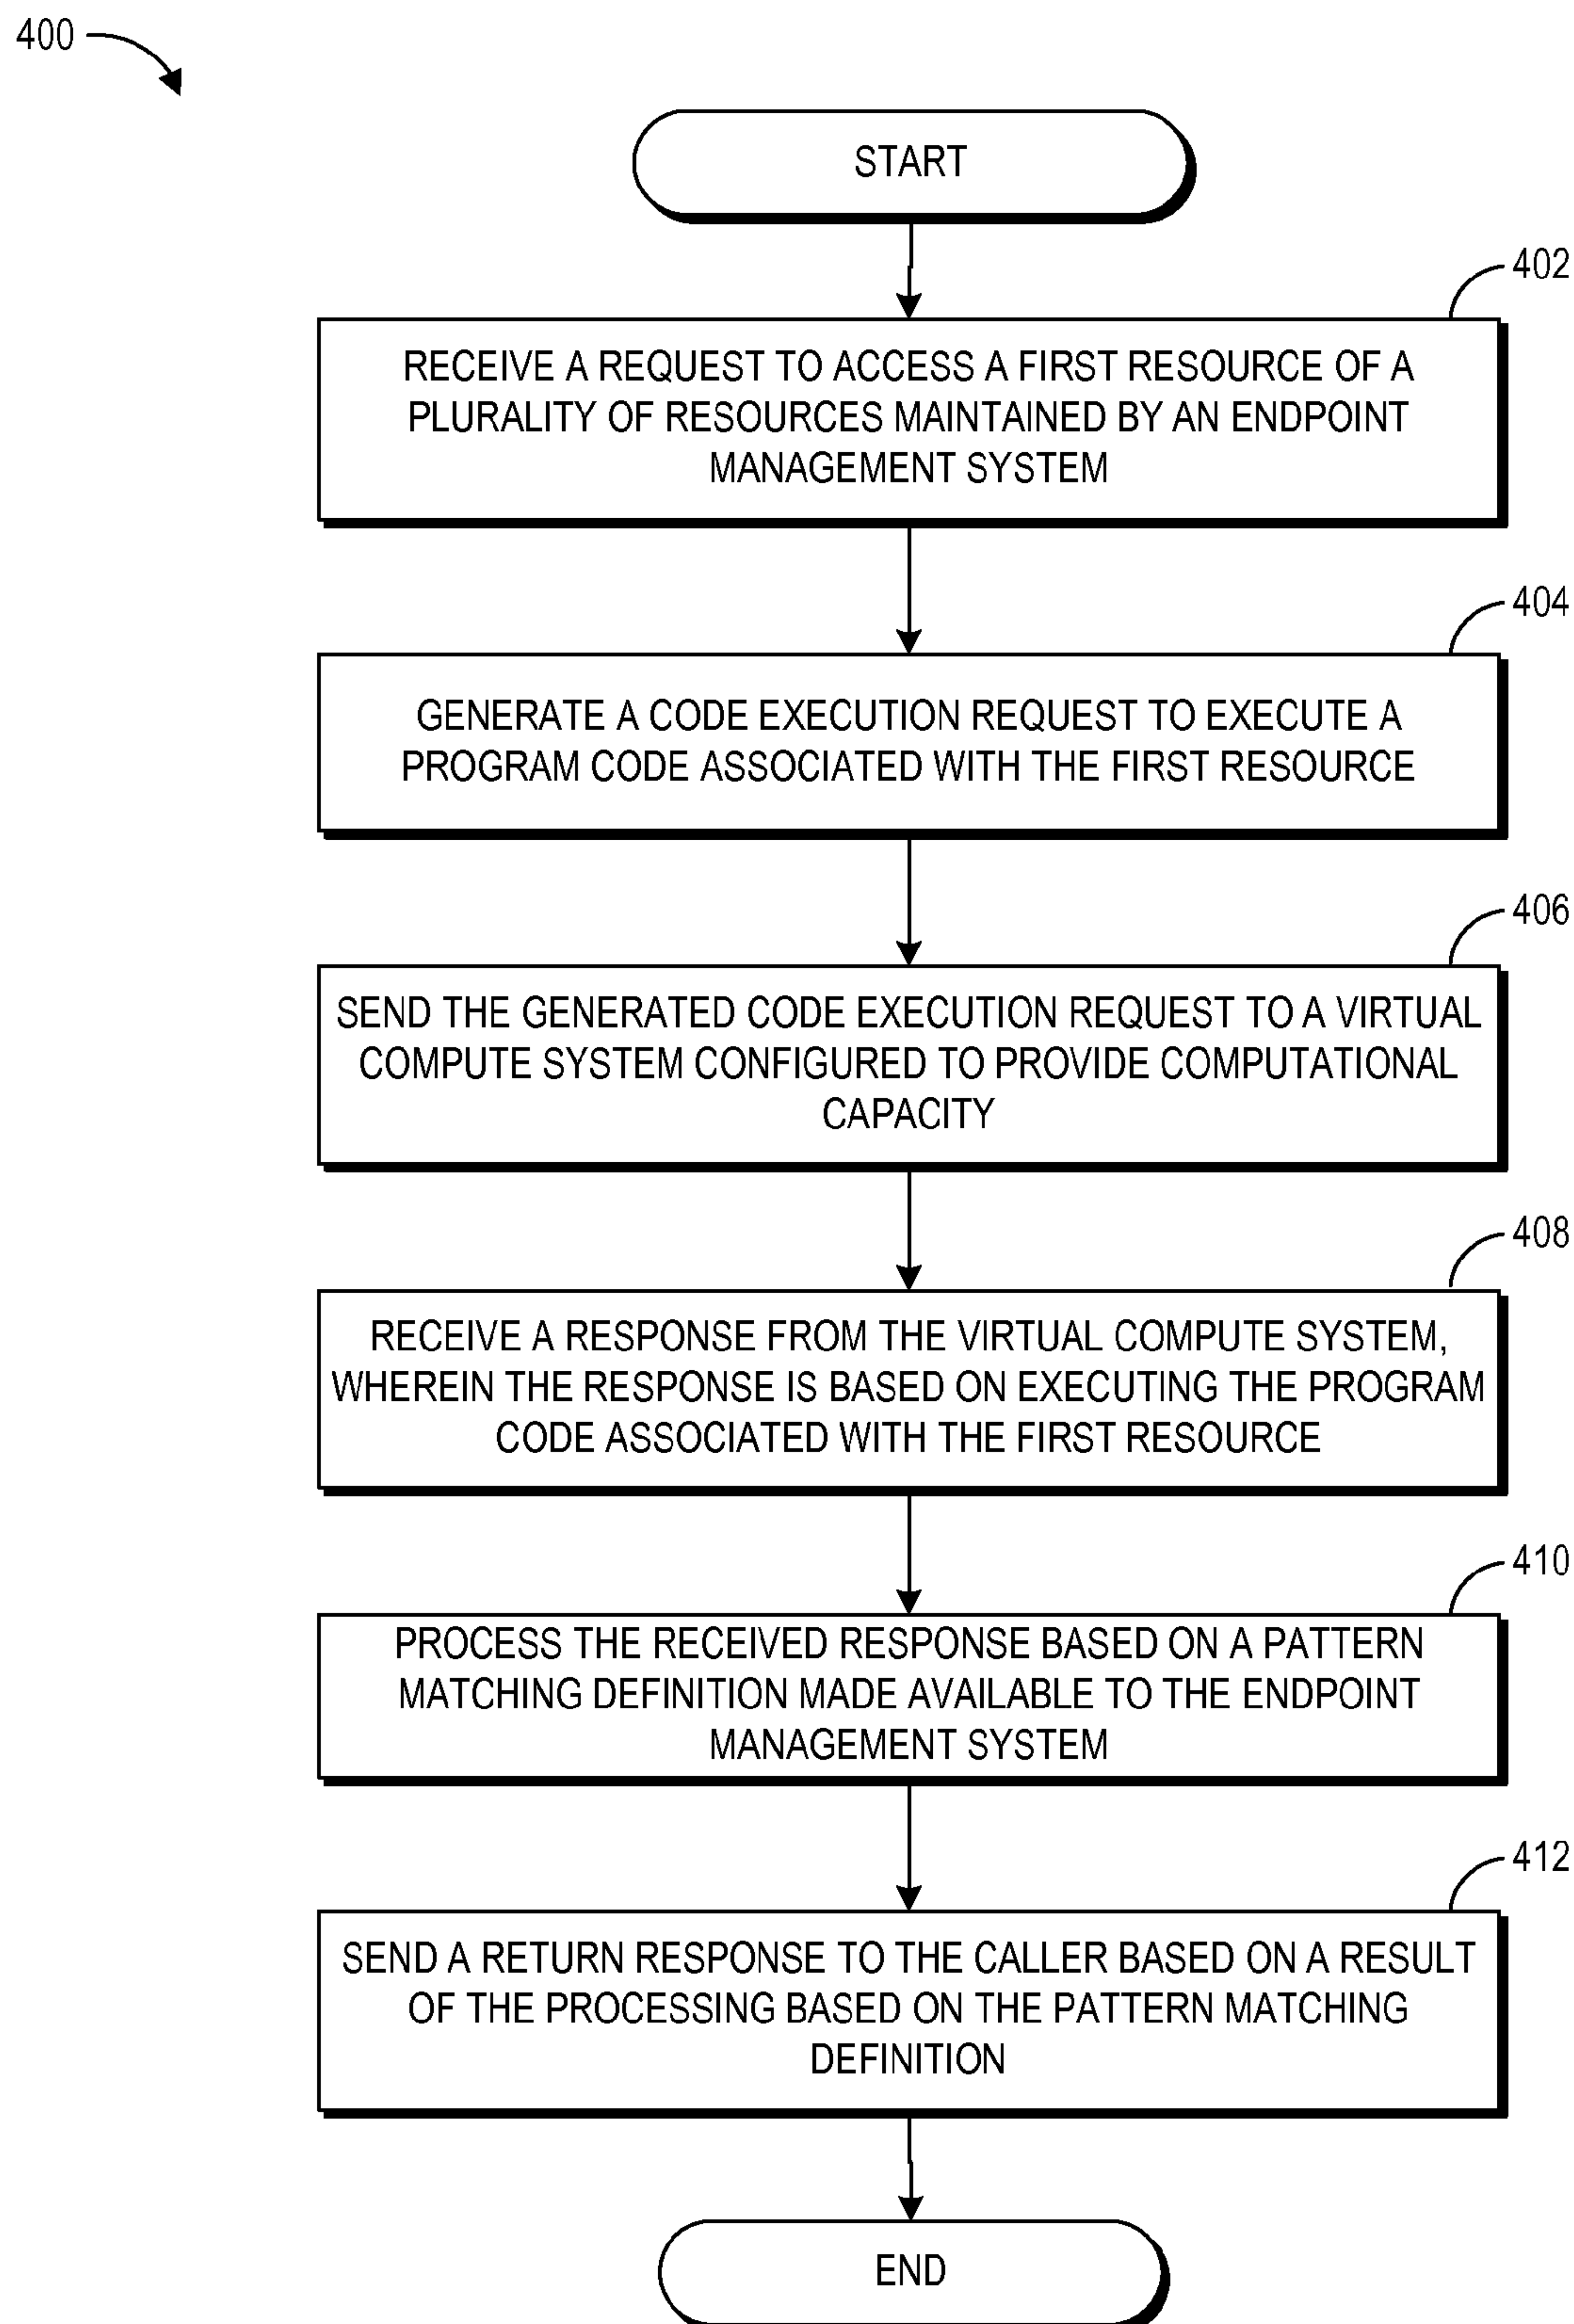 400
START
402
RECEIVE A REQUEST TO ACCESS A FIRST RESOURCE OF A
PLURALITY OF RESOURCES MAINTAINED BY AN ENDPOINT
MANAGEMENT SYSTEM
404
GENERATE A CODE EXECUTION REQUEST TO EXECUTE A
PROGRAM CODE ASSOCIATED WITH THE FIRST RESOURCE
406
SEND THE GENERATED CODE EXECUTION REQUEST TO A VIRTUAL
COMPUTE SYSTEM CONFIGURED TO PROVIDE COMPUTATIONAL
CAPACITY
408
RECEIVE A RESPONSE FROM THE VIRTUAL COMPUTE SYSTEM,
WHEREIN THE RESPONSE IS BASED ON EXECUTING THE PROGRAM
CODE ASSOCIATED WITH THE FIRST RESOURCE
410
PROCESS THE RECEIVED RESPONSE BASED ON A PATTERN
MATCHING DEFINITION MADE AVAILABLE TO THE ENDPOINT
MANAGEMENT SYSTEM
412
SEND A RETURN RESPONSE TO THE CALLER BASED ON A RESULT
OF THE PROCESSING BASED ON THE PATTERN MATCHING
DEFINITION
END